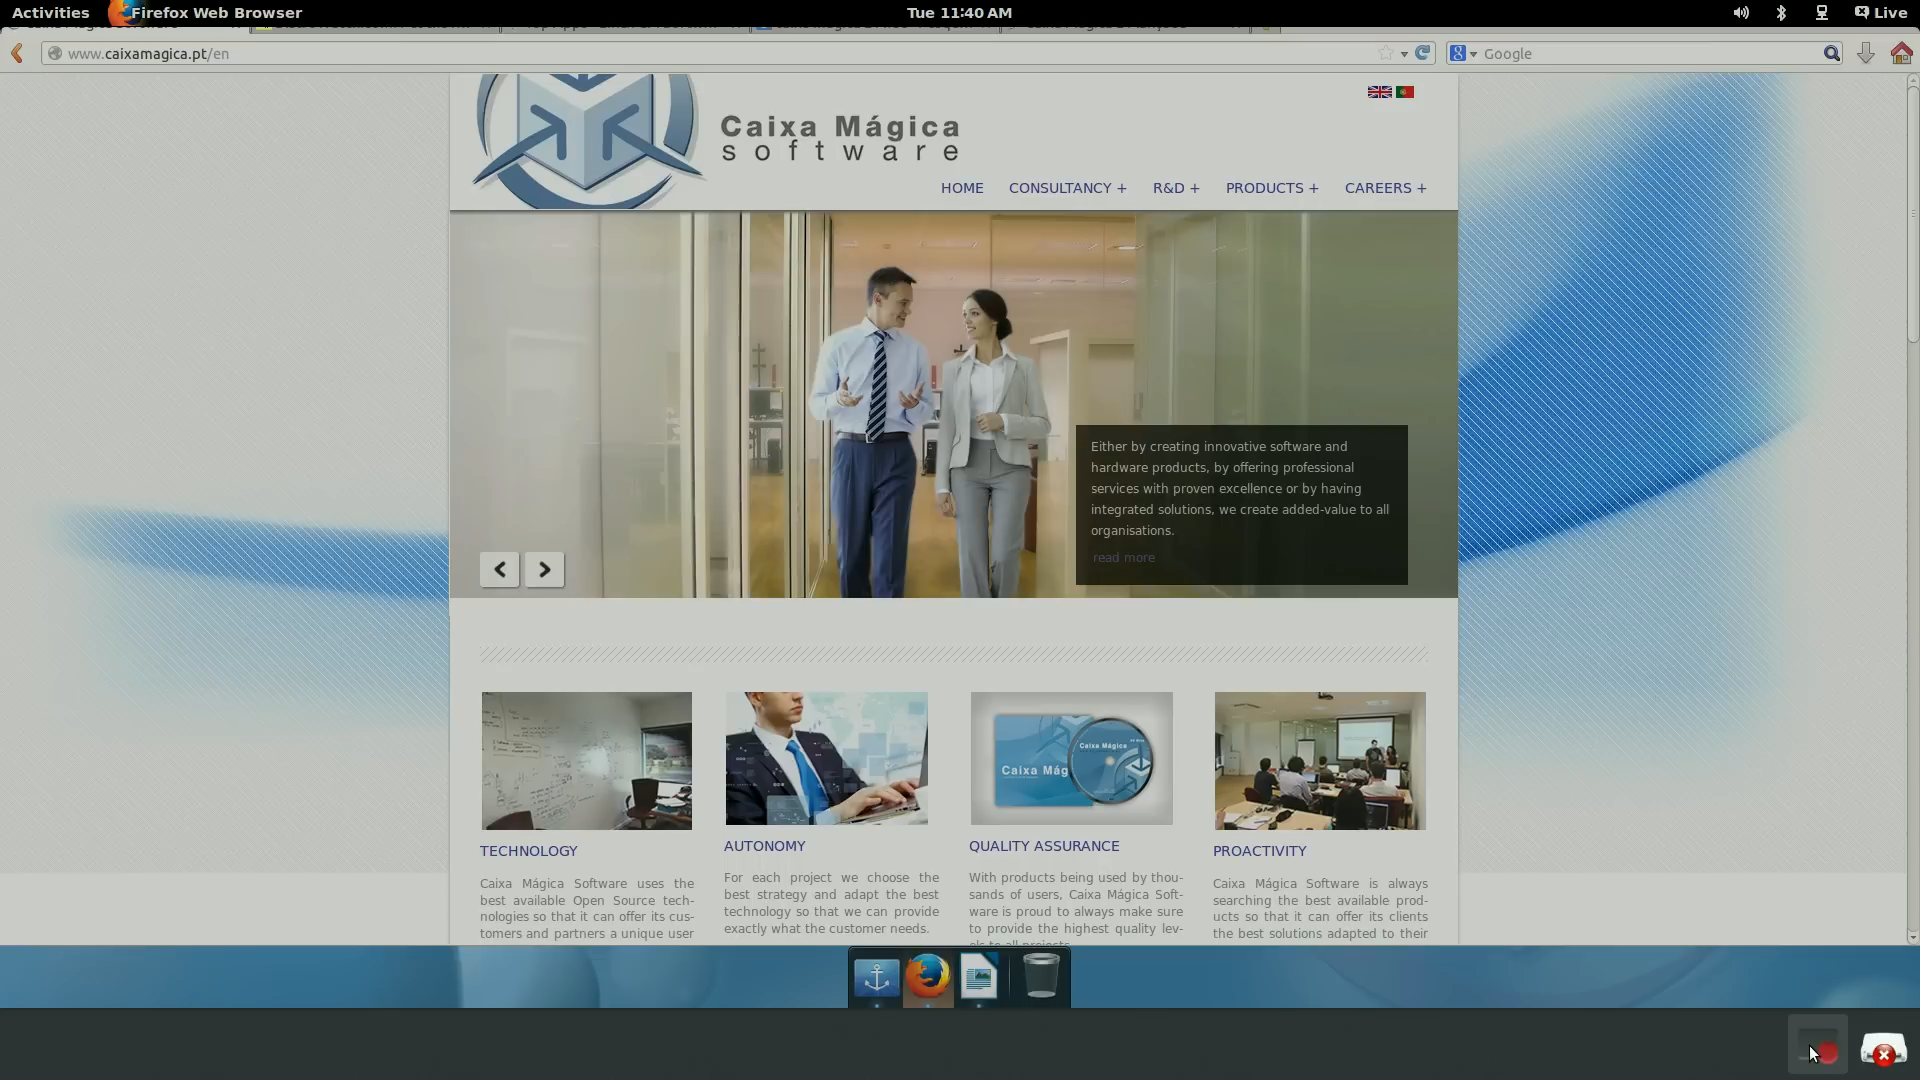 Activities
Firefox Web Browser
Tue 11:40 AM
Live
www.caixamagica.pt/en
Google
Caixa Mágica
software
HOME
CONSULTANCY +
R&D +
PRODUCTS +
CAREERS +
Either by creating innovative software and
hardware products, by offering professional
services with proven excellence or by having
integrated solutions, we create added-value to all
organisations.
read more
Caixa Mág
Caixa Mágica
TECHNOLOGY
Caixa Mágica Software uses the
best available Open Source tech-
nologies so that it can offer its cus-
tomers and partners a unique user
AUTONOMY
For each project we choose the
best strategy and adapt the best
technology so that we can provide
exactly what the customer needs.
QUALITY ASSURANCE
With products being used by thou-
sands of users, Caixa Mágica Soft-
ware is proud to always make sure
to provide the highest quality lev-
els to all projects.
PROACTIVITY
Caixa Mágica Software is always
searching the best available prod-
ucts so that it can offer its clients
the best solutions adapted to their